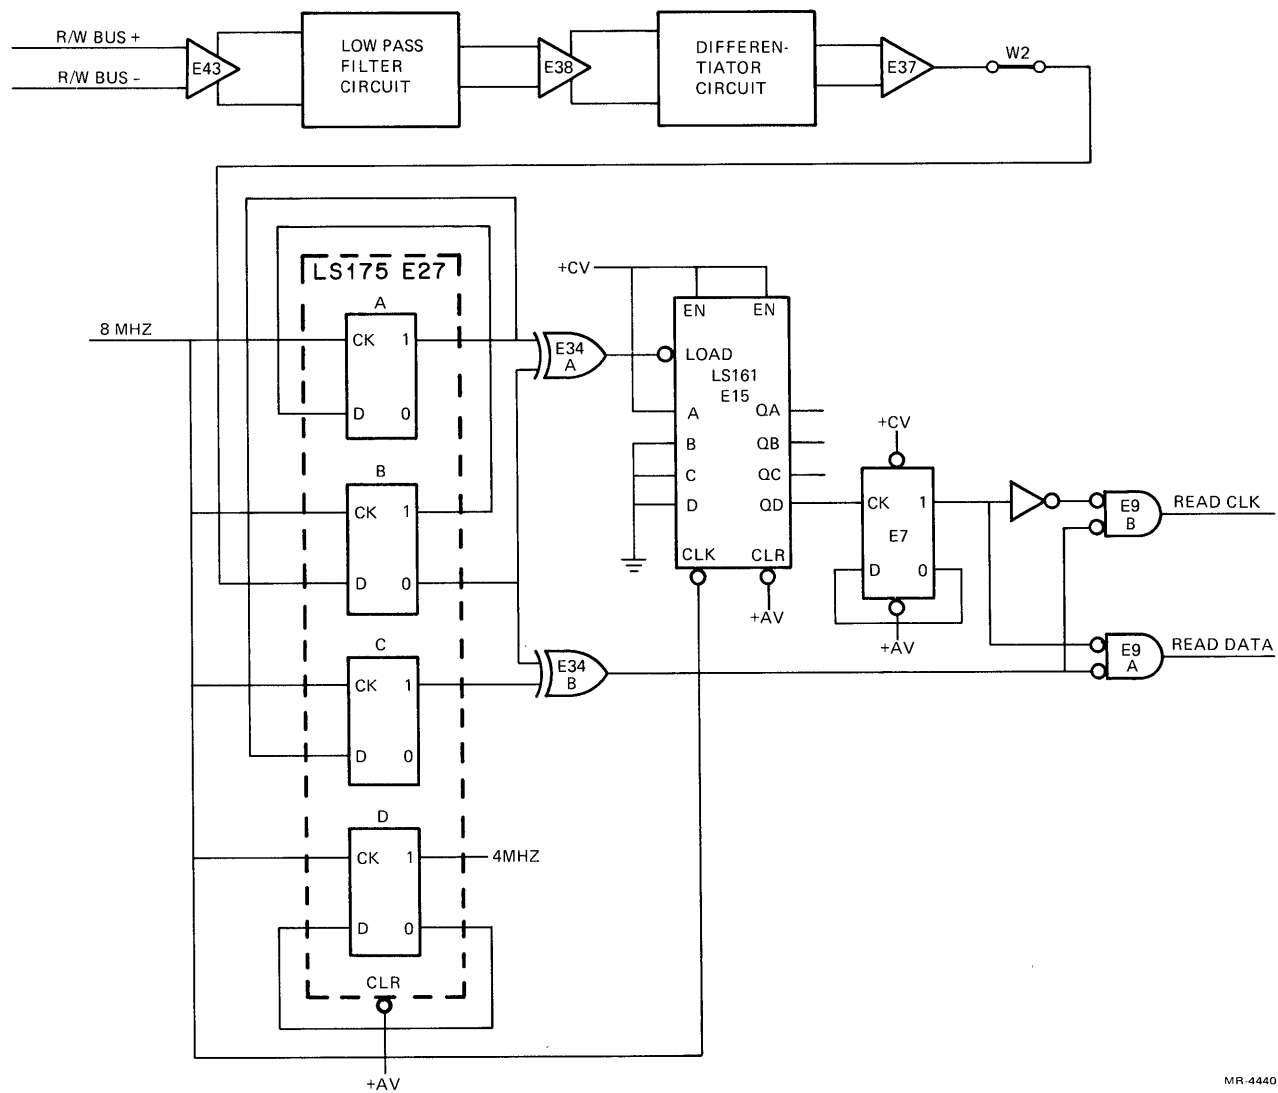 R/W BUS +
R/W BUS -
E43
LOW PASS
FILTER
CIRCUIT
E38
DIFFEREN-
TIATOR
CIRCUIT
E37
W2
LS175 E27
8 MHZ
A
CK 1
D 0
B
CK 1
D 0
C
CK 1
D 0
D
CK 1
D 0
4MHZ
CLR
+AV
E34
A
E34
B
+CV
EN EN
LOAD
LS161
E15
A QA
B QB
C QC
D QD
CLK CLR
+AV
+CV
CK 1
E7
D 0
+AV
E9
B
READ CLK
E9
A
READ DATA
MR-4440